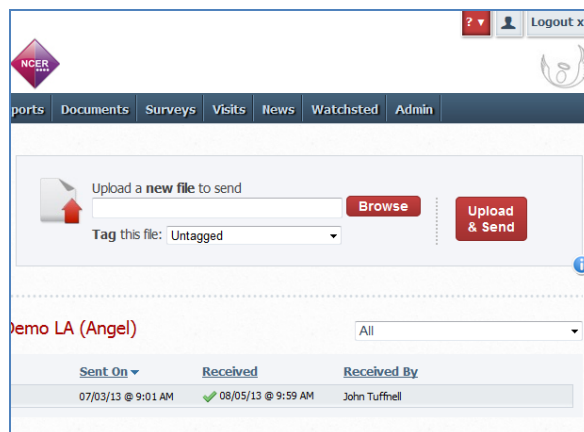 ? ▼ Logout x
NCER
ports Documents Surveys Visits News Watchsted Admin
Upload a new file to send
Browse
Upload
& Send
Tag this file: Untagged
Demo LA (Angel)
All
Sent On Received Received By
07/03/13 @ 9:01 AM 08/05/13 @ 9:59 AM John Tuffnell